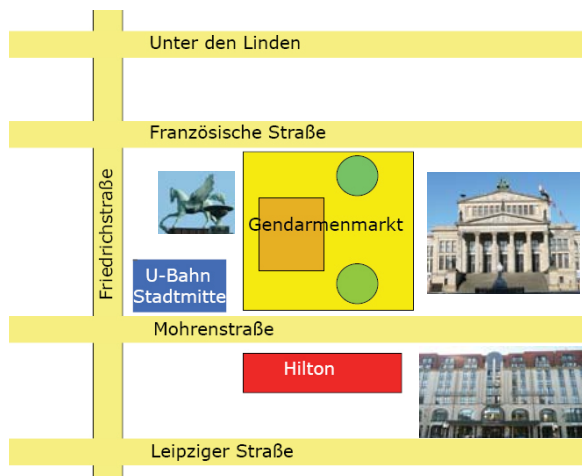 Unter den Linden
Französische Straße
Friedrichstraße
Gendarmenmarkt
U-Bahn
Stadtmitte
Mohrenstraße
Hilton
Leipziger Straße